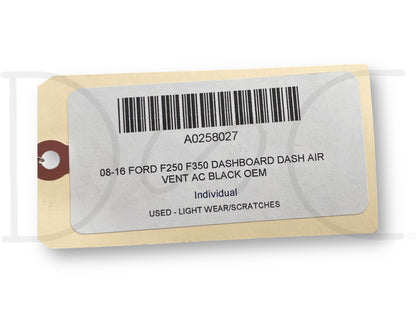 A0258027
08-16 FORD F250 F350 DASHBOARD DASH AIR
VENT AC BLACK OEM
Individual
USED - LIGHT WEAR/SCRATCHES